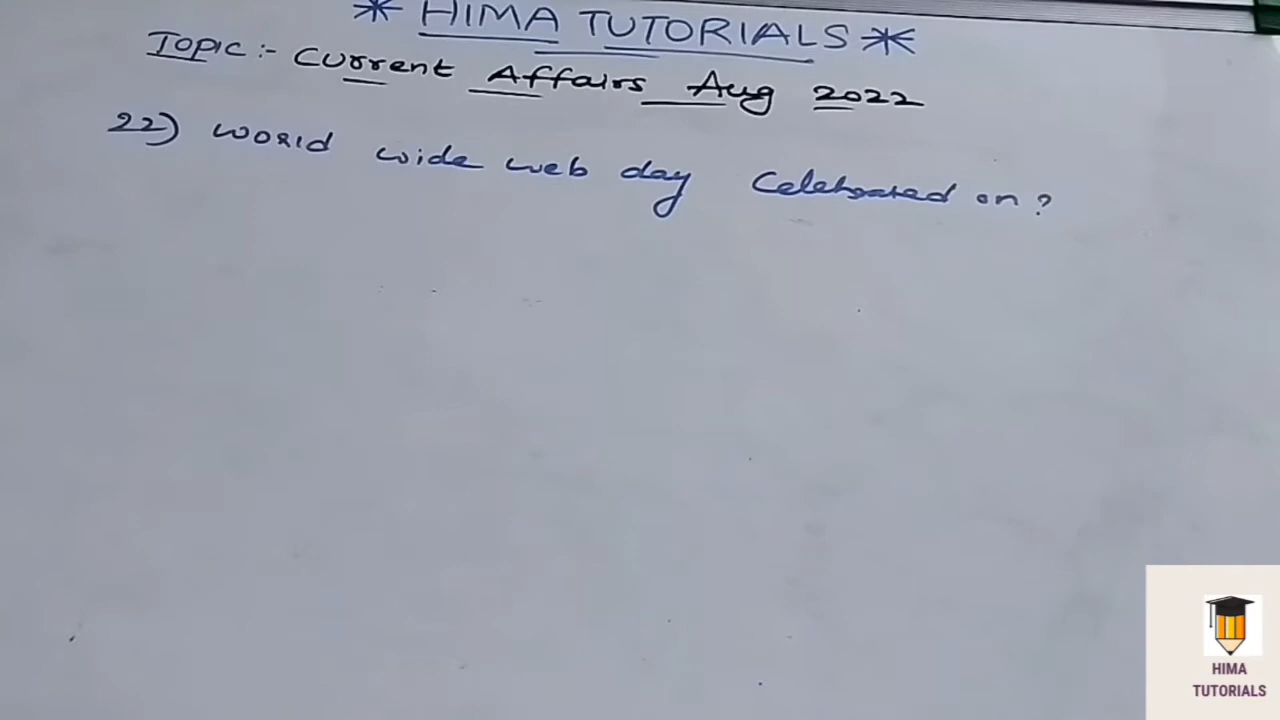 * HIMA TUTORIALS *
Topic:- Current Affairs Aug 2022
22) World wide web day Celebrated on?
HIMA
TUTORIALS